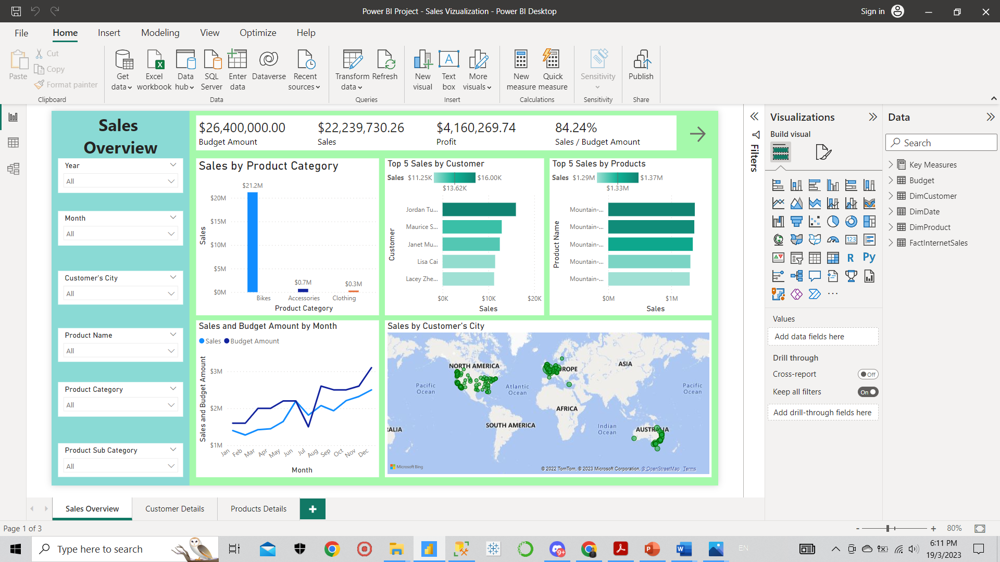 Power BI Project - Sales Vizualization - Power BI Desktop
Sign in
File Home Insert Modeling View Optimize Help
Paste
Cut
Copy
Format painter
Clipboard
Get data
Excel workbook
Data hub
SQL Server
Enter data
Dataverse
Recent sources
Data
Transform data
Refresh
Queries
New visual
Text box
More visuals
Insert
New measure
Quick measure
Calculations
Sensitivity
Sensitivity
Publish
Share
Sales
Overview
Year
All
Month
All
Customer's City
All
Product Name
All
Product Category
All
Product Sub Category
All
$26,400,000.00
Budget Amount
$22,239,730.26
Sales
$4,160,269.74
Profit
84.24%
Sales / Budget Amount
Sales by Product Category
Sales
$20M
$15M
$10M
$5M
$0M
$21.2M
$0.7M
$0.3M
Bikes Accessories Clothing
Product Category
Top 5 Sales by Customer
Sales $11.25K $16.00K
$13.62K
Customer
Jordan Tu...
Maurice S...
Janet Mu...
Lisa Cai
Lacey Zhe...
$0K $10K $20K
Sales
Top 5 Sales by Products
Sales $1.29M $1.37M
$1.33M
Product Name
Mountain-...
Mountain-...
Mountain-...
Mountain-...
Mountain-...
$0M $1M
Sales
Sales and Budget Amount by Month
Sales Budget Amount
Sales and Budget Amount
$3M
$2M
$1M
Jan Feb Mar Apr May Jun Jul Aug Sep Oct Nov Dec
Month
Sales by Customer's City
NORTH AMERICA
ROPE
ASIA
Pacific Ocean
Atlantic Ocean
Pacific Ocean
AFRICA
SOUTH AMERICA
Indian Ocean
RALIA
AUSTRALIA
Microsoft Bing
© 2022 TomTom, © 2023 Microsoft Corporation, © OpenStreetMap Terms
Filters
Visualizations
Build visual
123
R
Py
...
Values
Add data fields here
Drill through
Cross-report
Off
Keep all filters
On
Add drill-through fields here
Data
Search
Key Measures
Budget
DimCustomer
DimDate
DimProduct
FactInternetSales
Sales Overview
Customer Details
Products Details
+
Page 1 of 3
- + 80%
Type here to search
9+
EN
6:11 PM
19/3/2023